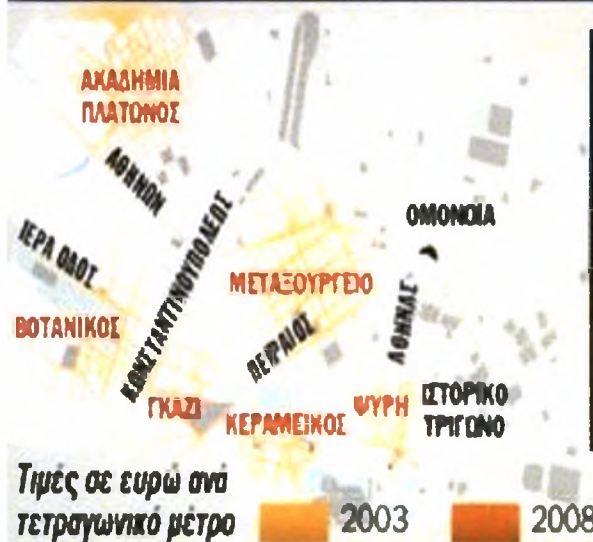 ΑΚΑΔΗΜΙΑ
ΠΛΑΤΩΝΟΣ
ΑΘΗΝΩΝ
ΚΩΝΣΤΑΝΤΙΝΟΥΠΟΛΕΩΣ
ΟΜΟΝΟΙΑ
ΙΕΡΑ ΟΔΟΣ
ΜΕΤΑΞΟΥΡΓΕΙΟ
ΑΘΗΝΑΣ
ΒΟΤΑΝΙΚΟΣ
ΠΕΙΡΑΙΟΣ
ΓΚΑΖΙ
ΚΕΡΑΜΕΙΚΟΣ
ΨΥΡΗ
ΙΣΤΟΡΙΚΟ
ΤΡΙΓΩΝΟ
Τιμες σε ευρω ανα
τετραγωνικο μετρο
2003
2008